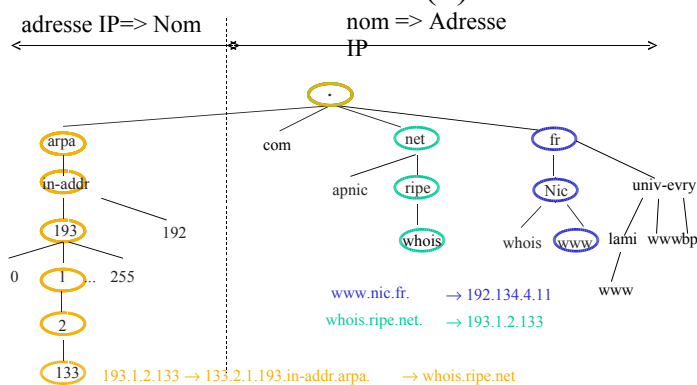 adresse IP=> Nom
nom => Adresse
IP
.
arpa
com
net
fr
in-addr
apnic
ripe
Nic
univ-evry
193
192
whois
whois
www
lami
wwwbp
0
1
...
255
www
2
www.nic.fr. → 192.134.4.11
whois.ripe.net. → 193.1.2.133
133
193.1.2.133 → 133.2.1.193.in-addr.arpa. → whois.ripe.net